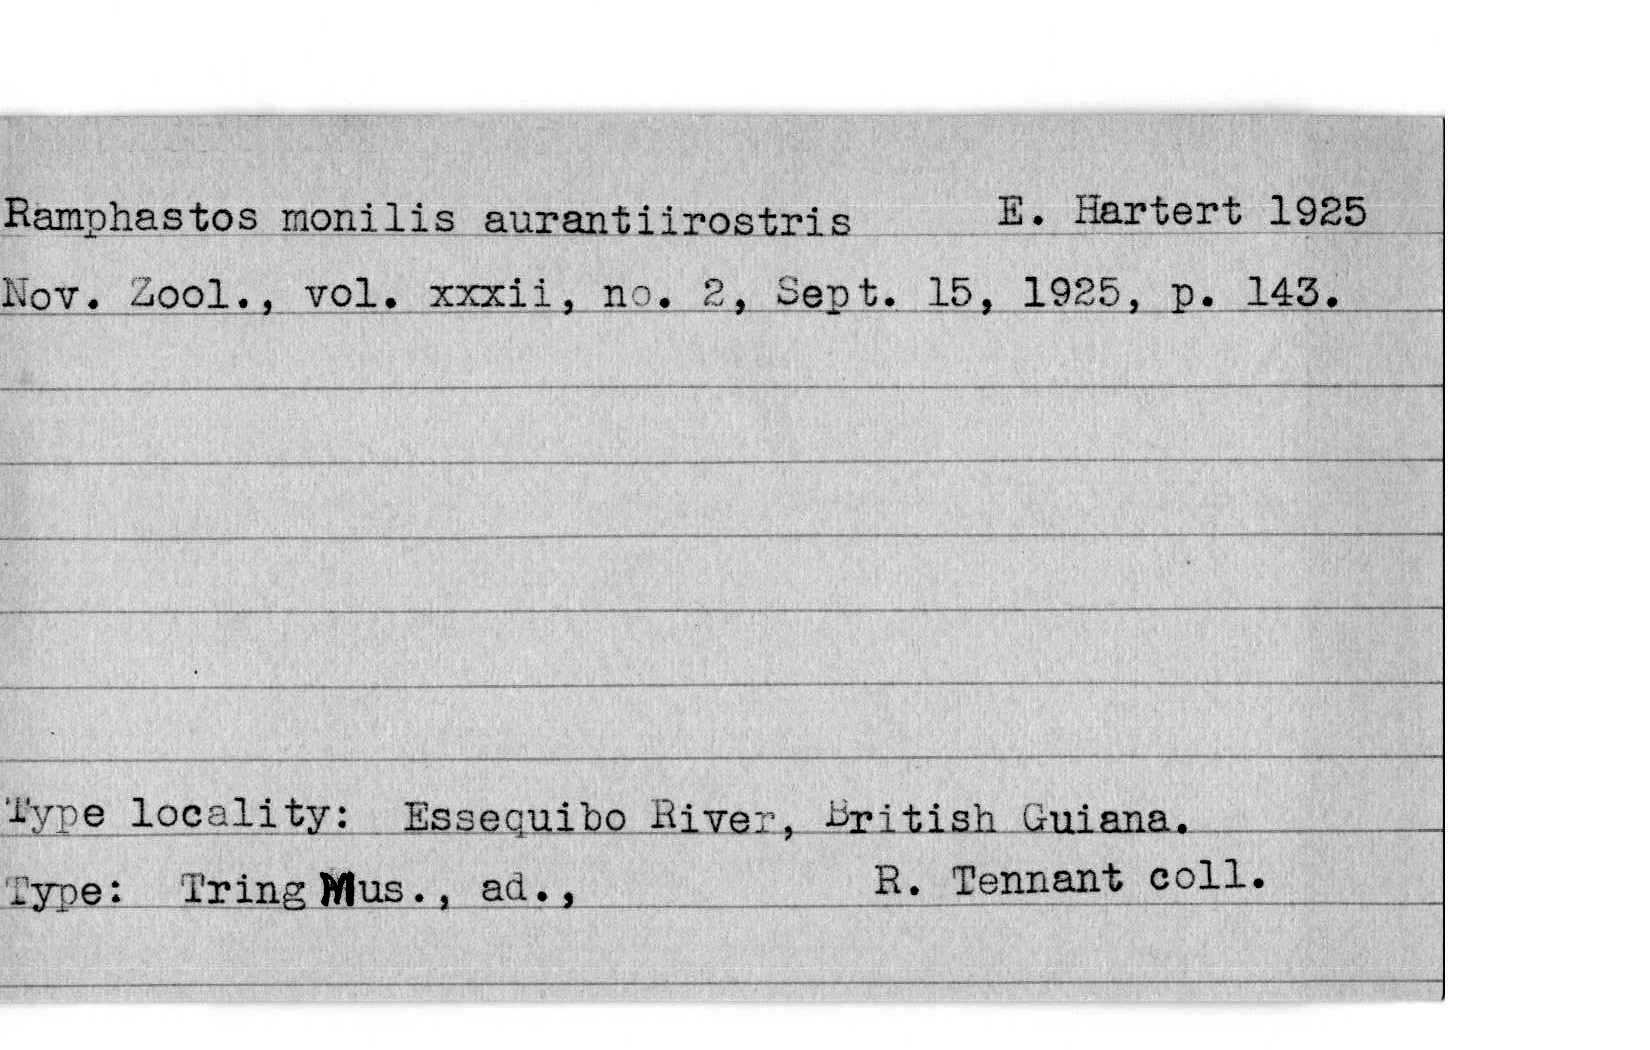 Ramphastos monilis aurantiirostris E. Hartert 1925
Nov. Zool., vol. xxxii, no. 2, Sept. 15, 1925, p. 143.
Type locality: Essequibo River, British Guiana.
Type: Tring Mus., ad., R. Tennant coll.